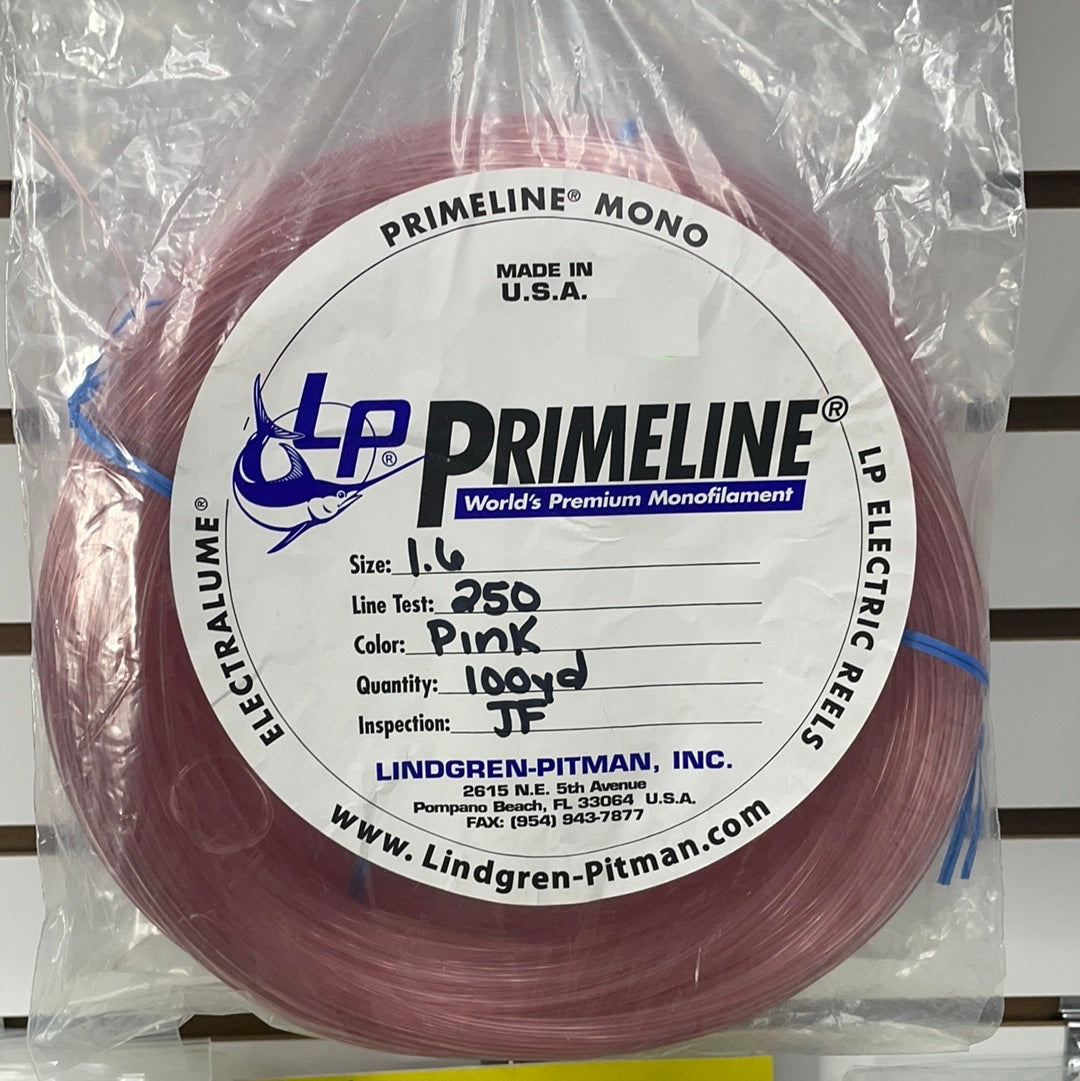 PRIMELINE® MONO
MADE IN
U.S.A.
LP®
PRIMELINE®
World's Premium Monofilament
ELECTRALUME®
LP ELECTRIC REELS
Size: 1.6
Line Test: 250
Color: Pink
Quantity: 100yd
Inspection: JF
LINDGREN-PITMAN, INC.
2615 N.E. 5th Avenue
Pompano Beach, FL 33064 U.S.A.
FAX: (954) 943-7877
www.Lindgren-Pitman.com